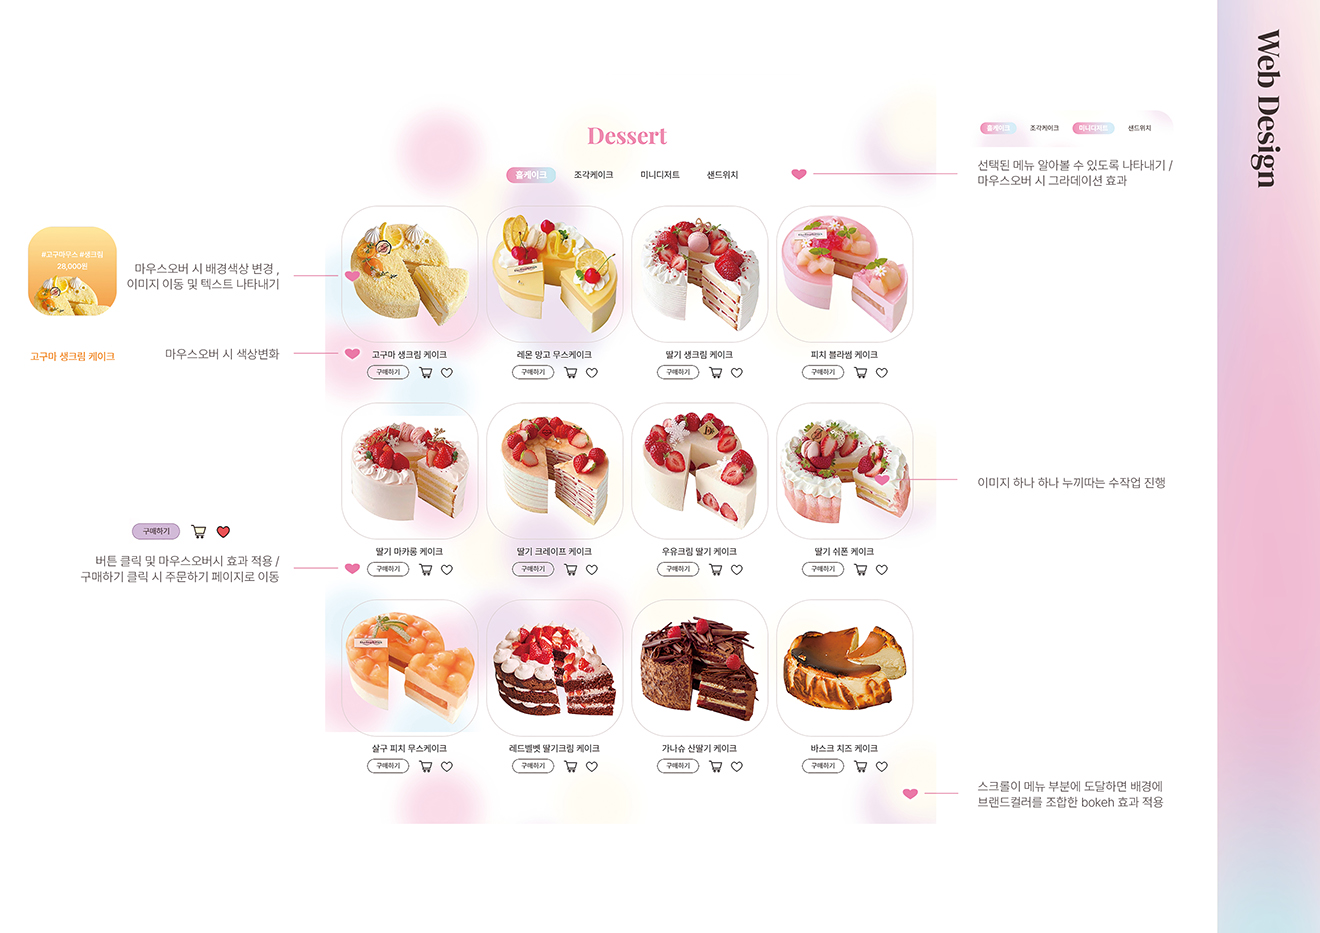 Web Design
Dessert
홀케이크 조각케이크 미니디저트 샌드위치
홀케이크 조각케이크 미니디저트 샌드위치
선택된 메뉴 알아볼 수 있도록 나타내기 /
마우스오버 시 그라데이션 효과
#고구마무스 #생크림
28,000원
마우스오버 시 배경색상 변경 ,
이미지 이동 및 텍스트 나타내기
고구마 생크림 케이크
마우스오버 시 색상변화
고구마 생크림 케이크 레몬 망고 무스케이크 딸기 생크림 케이크 피치 블라썸 케이크
구매하기 구매하기 구매하기 구매하기
이미지 하나 하나 누끼따는 수작업 진행
구매하기
버튼 클릭 및 마우스오버시 효과 적용 /
구매하기 클릭 시 주문하기 페이지로 이동
딸기 마카롱 케이크 딸기 크레이프 케이크 우유크림 딸기 케이크 딸기 쉬폰 케이크
구매하기 구매하기 구매하기 구매하기
살구 피치 무스케이크 레드벨벳 딸기크림 케이크 가나슈 산딸기 케이크 바스크 치즈 케이크
구매하기 구매하기 구매하기 구매하기
스크롤이 메뉴 부분에 도달하면 배경에
브랜드컬러를 조합한 bokeh 효과 적용